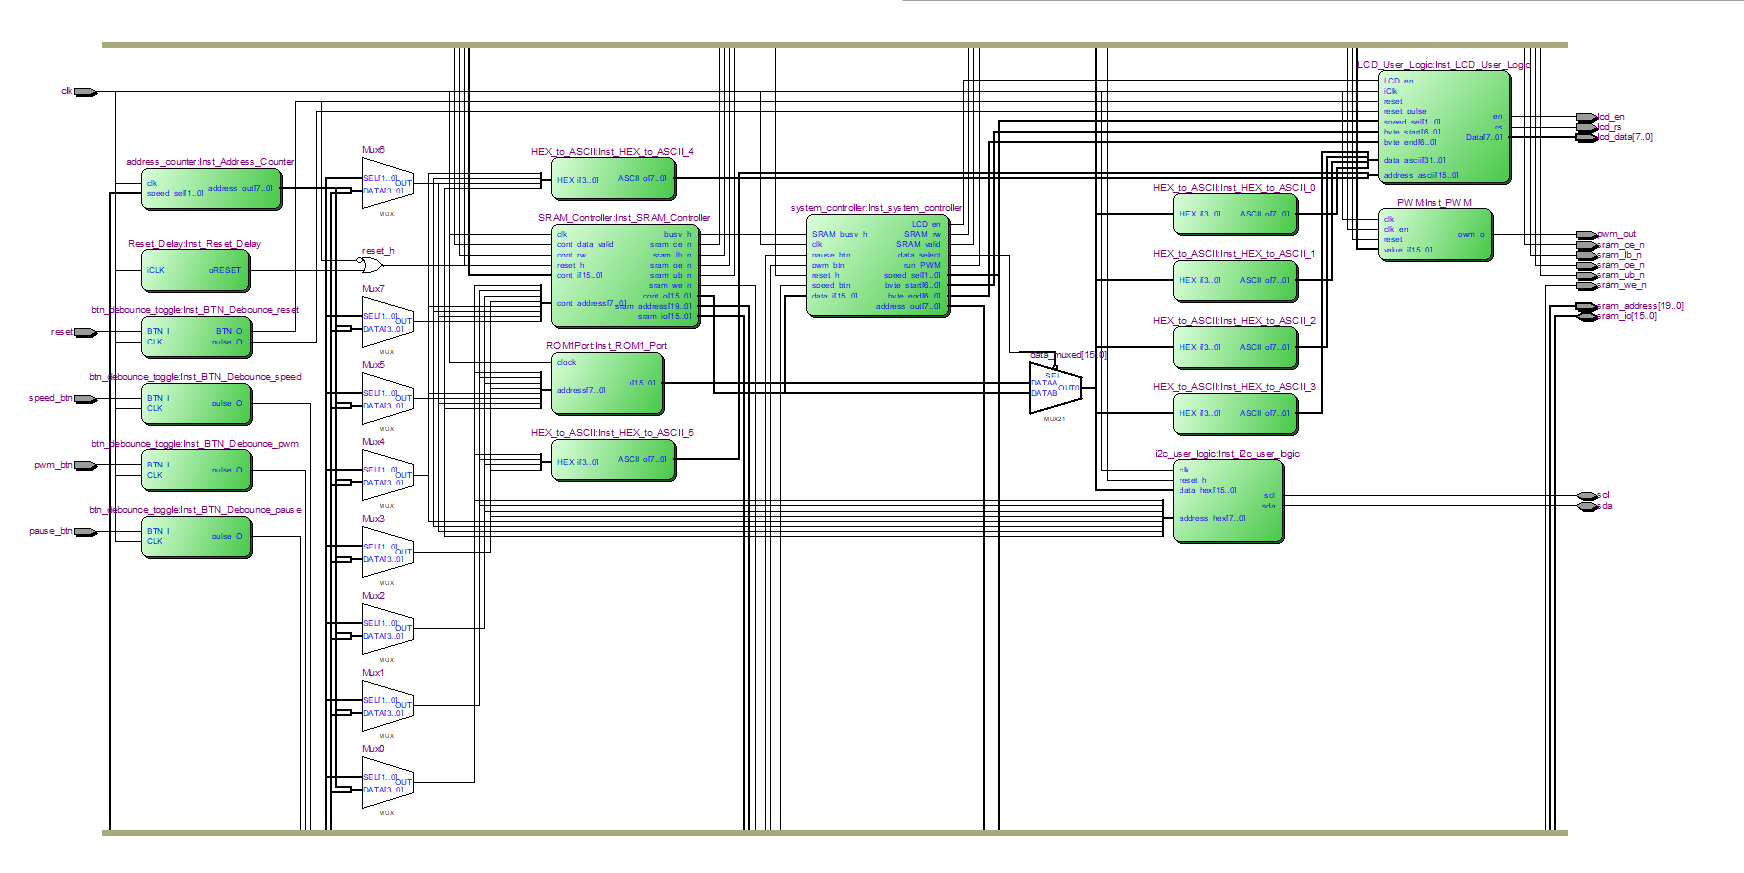 clk
reset
speed_btn
pwm_btn
pause_btn
address_counter:Inst_Address_Counter
clk
speed_sel[1..0]
address_out[7..0]
Reset_Delay:Inst_Reset_Delay
iCLK
oRESET
btn_debounce_toggle:Inst_BTN_Debounce_reset
BTN_I
CLK
BTN_O
pulse_O
btn_debounce_toggle:Inst_BTN_Debounce_speed
BTN_I
CLK
pulse_O
btn_debounce_toggle:Inst_BTN_Debounce_pwm
BTN_I
CLK
pulse_O
btn_debounce_toggle:Inst_BTN_Debounce_pause
BTN_I
CLK
pulse_O
Mux6
SEL[1..0]
DATA[3..0]
OUT
MUX
reset_h
Mux7
SEL[1..0]
DATA[3..0]
OUT
MUX
Mux5
SEL[1..0]
DATA[3..0]
OUT
MUX
Mux4
SEL[1..0]
DATA[3..0]
OUT
MUX
Mux3
SEL[1..0]
DATA[3..0]
OUT
MUX
Mux2
SEL[1..0]
DATA[3..0]
OUT
MUX
Mux1
SEL[1..0]
DATA[3..0]
OUT
MUX
Mux0
SEL[1..0]
DATA[3..0]
OUT
MUX
HEX_to_ASCII:Inst_HEX_to_ASCII_4
HEX_i[3..0]
ASCII_o[7..0]
SRAM_Controller:Inst_SRAM_Controller
clk
cont_data_valid
cont_rw
reset_h
cont_i[15..0]
cont_address[7..0]
busy_h
sram_ce_n
sram_lb_n
sram_oe_n
sram_ub_n
sram_we_n
cont_o[15..0]
sram_address[19..0]
sram_io[15..0]
ROM1Port:Inst_ROM1_Port
clock
address[7..0]
q[15..0]
HEX_to_ASCII:Inst_HEX_to_ASCII_5
HEX_i[3..0]
ASCII_o[7..0]
system_controller:Inst_system_controller
SRAM_busy_h
clk
pause_btn
pwm_btn
reset_h
speed_btn
data_i[15..0]
LCD_en
SRAM_rw
SRAM_valid
data_select
run_PWM
speed_sel[1..0]
byte_start[6..0]
byte_end[6..0]
address_out[7..0]
data_muxed[15..0]
SEL
DATAA
DATAB
OUT0
MUX21
HEX_to_ASCII:Inst_HEX_to_ASCII_0
HEX_i[3..0]
ASCII_o[7..0]
HEX_to_ASCII:Inst_HEX_to_ASCII_1
HEX_i[3..0]
ASCII_o[7..0]
HEX_to_ASCII:Inst_HEX_to_ASCII_2
HEX_i[3..0]
ASCII_o[7..0]
HEX_to_ASCII:Inst_HEX_to_ASCII_3
HEX_i[3..0]
ASCII_o[7..0]
i2c_user_logic:Inst_i2c_user_logic
clk
reset_h
data_hex[15..0]
address_hex[7..0]
scl
sda
LCD_User_Logic:Inst_LCD_User_Logic
LCD_en
iClk
reset
reset_pulse
speed_sel[1..0]
byte_start[6..0]
byte_end[6..0]
data_ascii[31..0]
address_ascii[15..0]
en
rs
Data[7..0]
PWM:Inst_PWM
clk
clk_en
reset
value_i[15..0]
pwm_o
lcd_en
lcd_rs
lcd_data[7..0]
pwm_out
sram_ce_n
sram_lb_n
sram_oe_n
sram_ub_n
sram_we_n
sram_address[19..0]
sram_io[15..0]
scl
sda